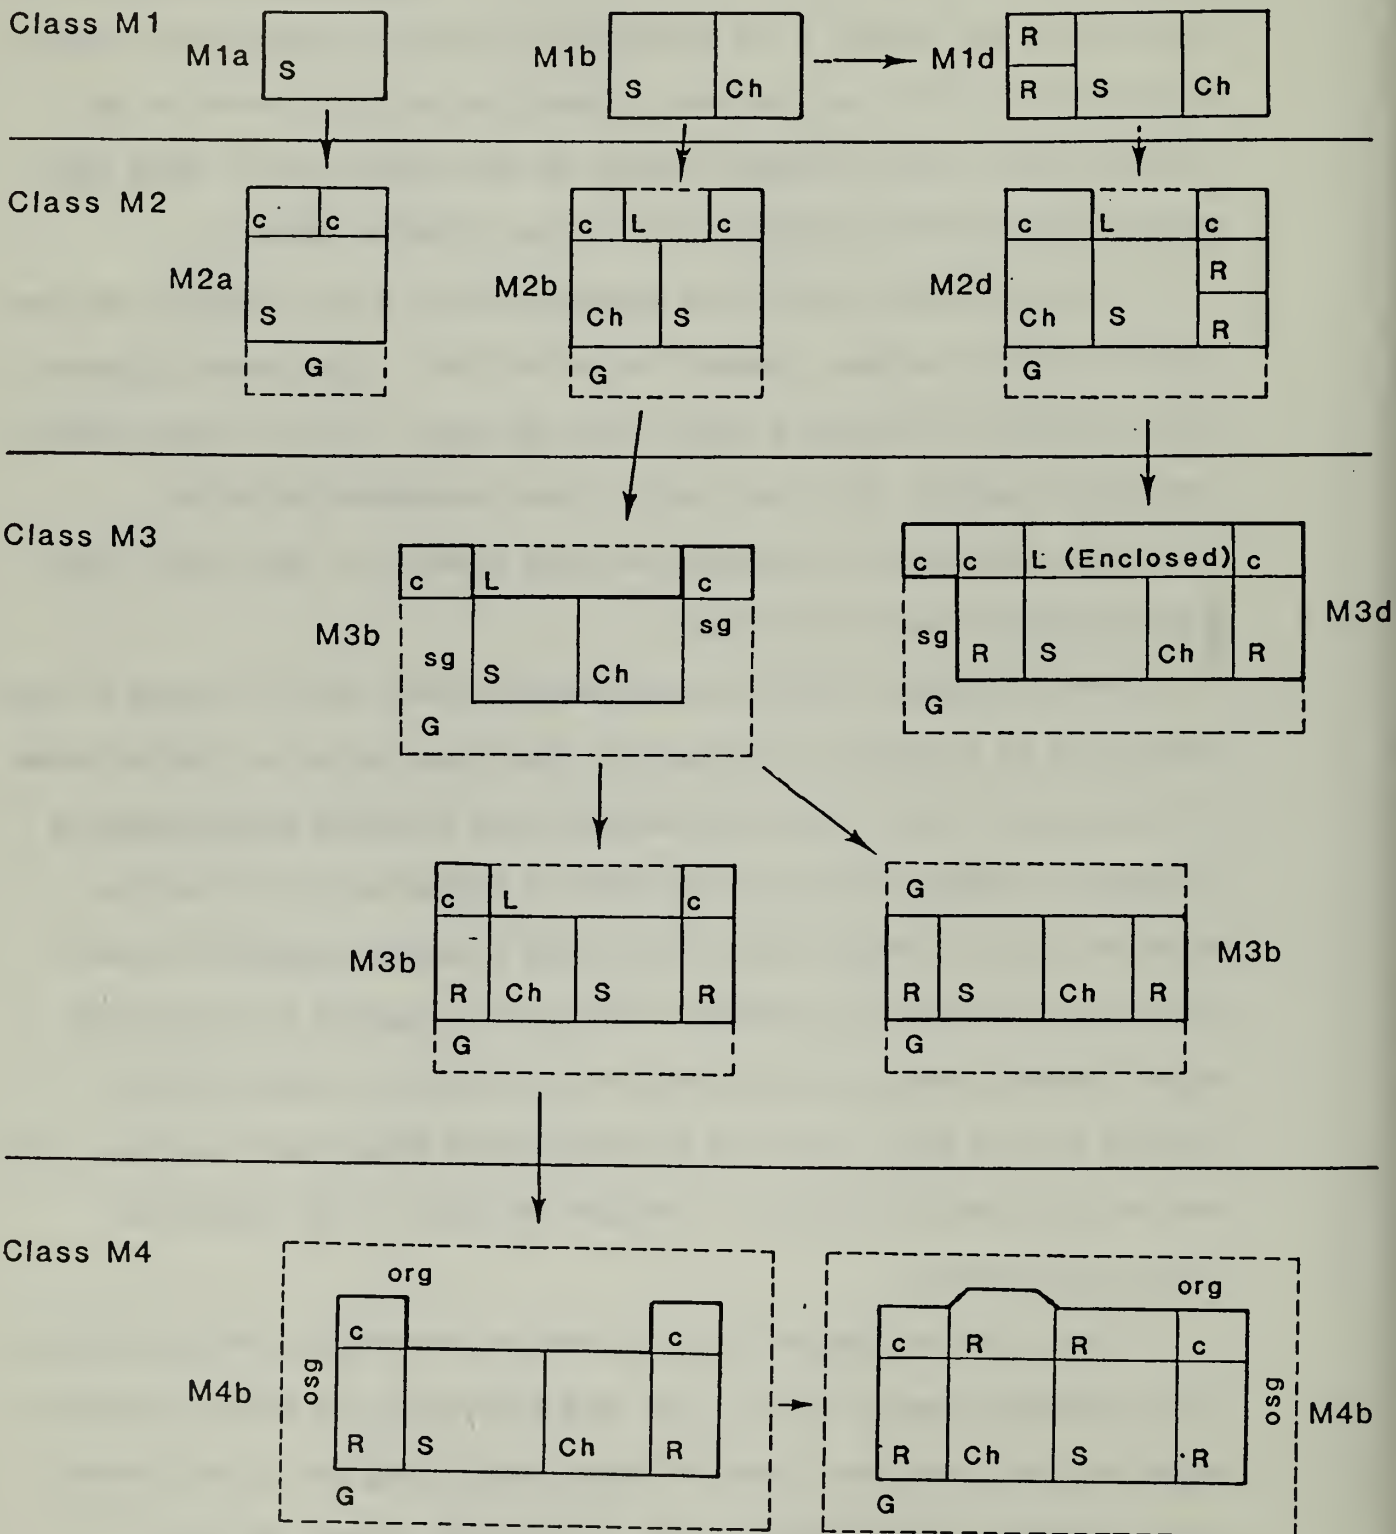 Class M1
M1a
S
M1b
S Ch
M1d
R
R S Ch
Class M2
M2a
c c
S
G
M2b
c L c
Ch S
G
M2d
c L c
R
Ch S R
G
Class M3
M3b
c L c
sg
sg S Ch
G
c c L (Enclosed) c
M3d
sg R S Ch R
G
M3b
c L c
R Ch S R
G
G
M3b
R S Ch R
G
Class M4
M4b
org
c c
osg
R S Ch R
G
org
c R R c
osg
M4b
R Ch S R
G